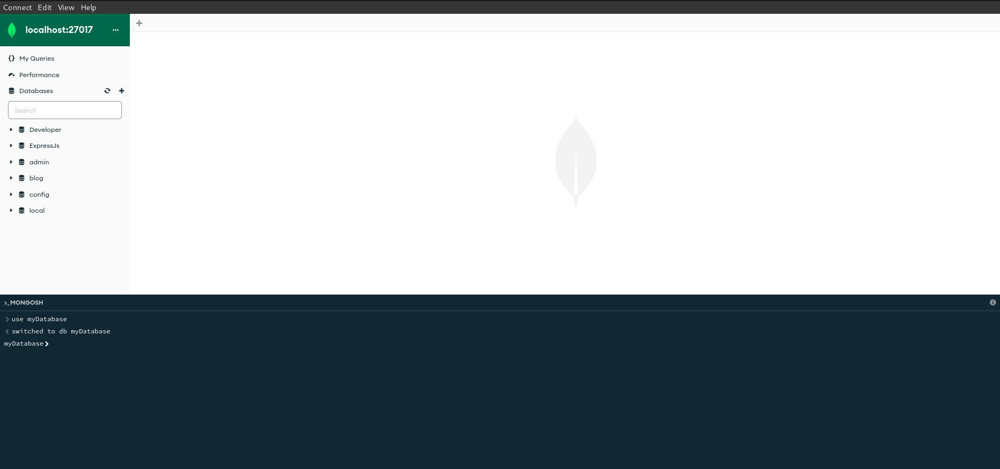 Connect Edit View Help
localhost:27017 ...
My Queries
Performance
Databases
Search
Developer
ExpressJs
admin
blog
config
local
>_MONGOSH
> use myDatabase
< switched to db myDatabase
myDatabase>